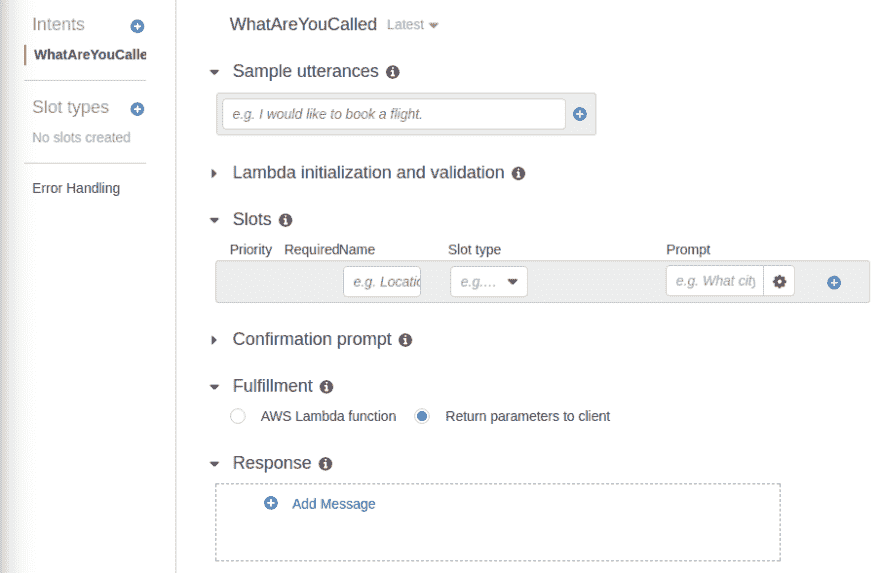 Intents
WhatAreYouCalle
Slot types
No slots created
Error Handling
WhatAreYouCalled Latest
Sample utterances
e.g. I would like to book a flight.
Lambda initialization and validation
Slots
Priority RequiredName Slot type Prompt
e.g. Locatio e.g.... e.g. What city
Confirmation prompt
Fulfillment
AWS Lambda function Return parameters to client
Response
Add Message